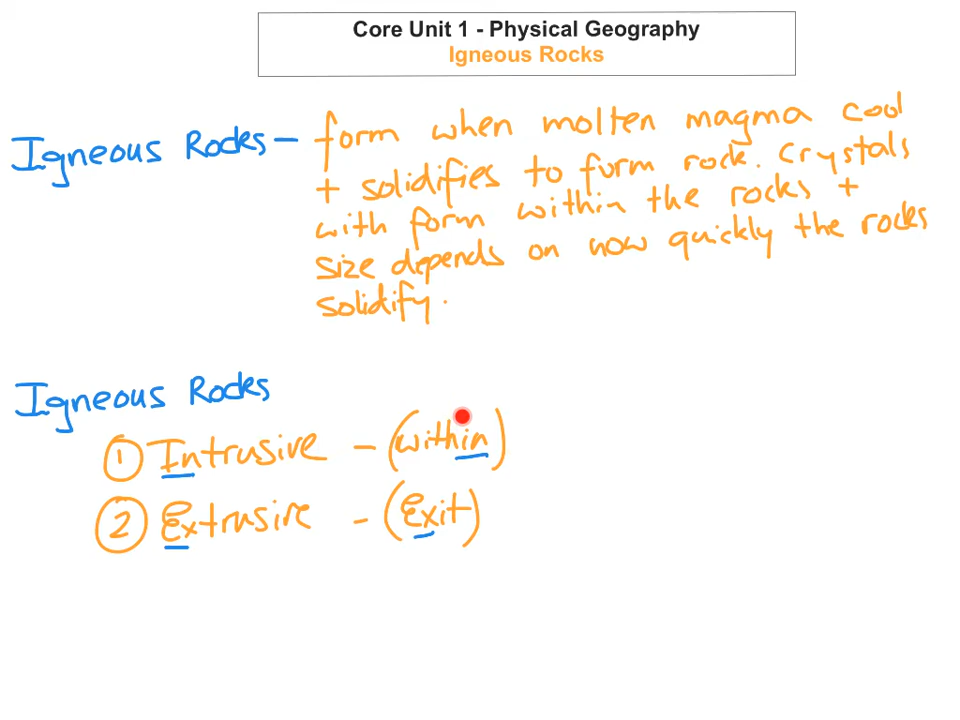 Core Unit 1 - Physical Geography
Igneous Rocks
Igneous Rocks - form when molten magma cool
+ solidifies to form rock. Crystals
with form within the rocks +
size depends on how quickly the rocks
solidify.
Igneous Rocks
1 Intrusive - (within)
2 Extrusive - (Exit)